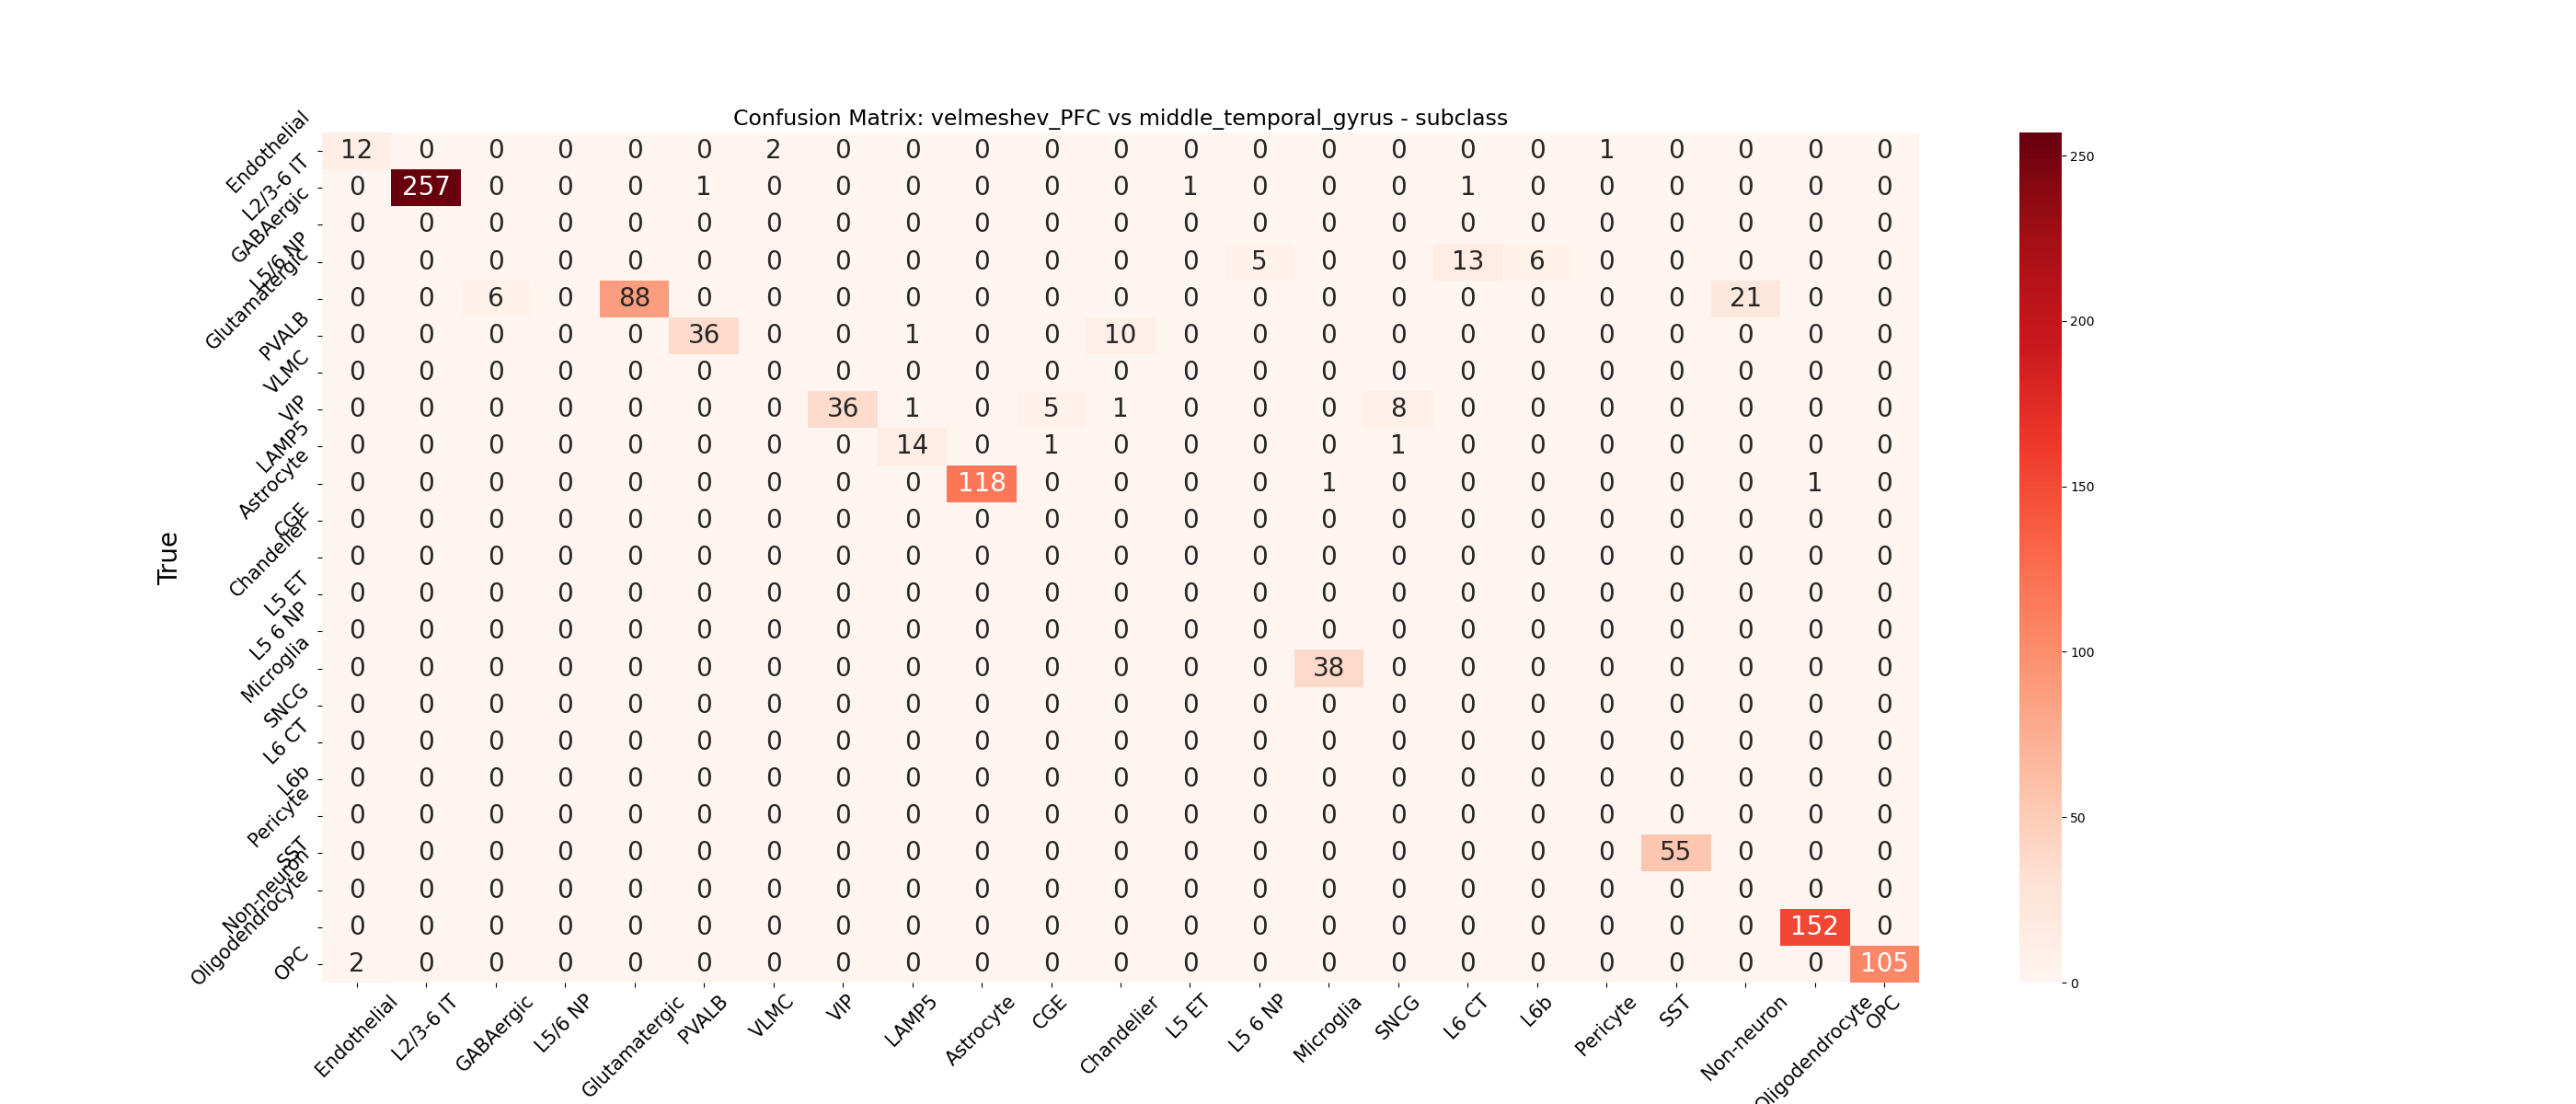 Confusion Matrix: velmeshev_PFC vs middle_temporal_gyrus - subclass
True
Endothelial 12 0 0 0 0 0 2 0 0 0 0 0 0 0 0 0 0 0 1 0 0 0 0
L2/3-6 IT 0 257 0 0 0 1 0 0 0 0 0 0 1 0 0 0 1 0 0 0 0 0 0
GABAergic 0 0 0 0 0 0 0 0 0 0 0 0 0 0 0 0 0 0 0 0 0 0 0
L5/6 NP 0 0 0 0 0 0 0 0 0 0 0 0 0 5 0 0 13 6 0 0 0 0 0
Glutamatergic 0 0 6 0 88 0 0 0 0 0 0 0 0 0 0 0 0 0 0 0 21 0 0
PVALB 0 0 0 0 0 36 0 0 1 0 0 10 0 0 0 0 0 0 0 0 0 0 0
VLMC 0 0 0 0 0 0 0 0 0 0 0 0 0 0 0 0 0 0 0 0 0 0 0
VIP 0 0 0 0 0 0 0 36 1 0 5 1 0 0 0 8 0 0 0 0 0 0 0
LAMP5 0 0 0 0 0 0 0 0 14 0 1 0 0 0 0 1 0 0 0 0 0 0 0
Astrocyte 0 0 0 0 0 0 0 0 0 118 0 0 0 0 1 0 0 0 0 0 0 1 0
CGE 0 0 0 0 0 0 0 0 0 0 0 0 0 0 0 0 0 0 0 0 0 0 0
Chandelier 0 0 0 0 0 0 0 0 0 0 0 0 0 0 0 0 0 0 0 0 0 0 0
L5 ET 0 0 0 0 0 0 0 0 0 0 0 0 0 0 0 0 0 0 0 0 0 0 0
L5 6 NP 0 0 0 0 0 0 0 0 0 0 0 0 0 0 0 0 0 0 0 0 0 0 0
Microglia 0 0 0 0 0 0 0 0 0 0 0 0 0 0 38 0 0 0 0 0 0 0 0
SNCG 0 0 0 0 0 0 0 0 0 0 0 0 0 0 0 0 0 0 0 0 0 0 0
L6 CT 0 0 0 0 0 0 0 0 0 0 0 0 0 0 0 0 0 0 0 0 0 0 0
L6b 0 0 0 0 0 0 0 0 0 0 0 0 0 0 0 0 0 0 0 0 0 0 0
Pericyte 0 0 0 0 0 0 0 0 0 0 0 0 0 0 0 0 0 0 0 0 0 0 0
SST 0 0 0 0 0 0 0 0 0 0 0 0 0 0 0 0 0 0 0 55 0 0 0
Non-neuron 0 0 0 0 0 0 0 0 0 0 0 0 0 0 0 0 0 0 0 0 0 0 0
Oligodendrocyte 0 0 0 0 0 0 0 0 0 0 0 0 0 0 0 0 0 0 0 0 0 152 0
OPC 2 0 0 0 0 0 0 0 0 0 0 0 0 0 0 0 0 0 0 0 0 0 105
Endothelial L2/3-6 IT GABAergic L5/6 NP Glutamatergic PVALB VLMC VIP LAMP5 Astrocyte CGE Chandelier L5 ET L5 6 NP Microglia SNCG L6 CT L6b Pericyte SST Non-neuron Oligodendrocyte OPC
250
200
150
100
50
0